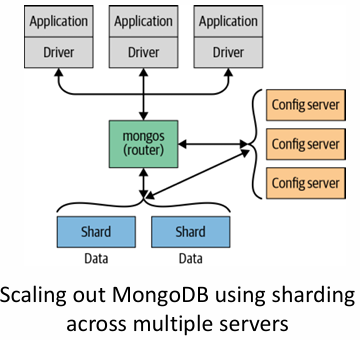 Application Application Application
Driver Driver Driver
mongos
(router)
Config server
Config server
Config server
Shard Shard
Data Data
Scaling out MongoDB using sharding
across multiple servers